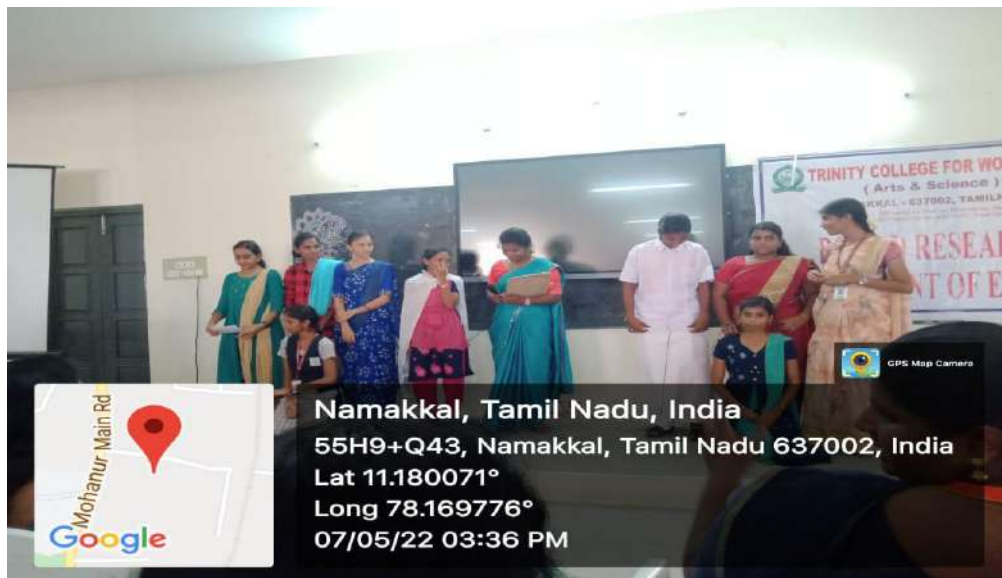 TRINITY COLLEGE FOR WO
( Arts & Science )
KKAL - 637002, TAMILN
RESEA
NT OF E
GPS Map Camera
Mohanur Main Rd
Google
Namakkal, Tamil Nadu, India
55H9+Q43, Namakkal, Tamil Nadu 637002, India
Lat 11.180071°
Long 78.169776°
07/05/22 03:36 PM